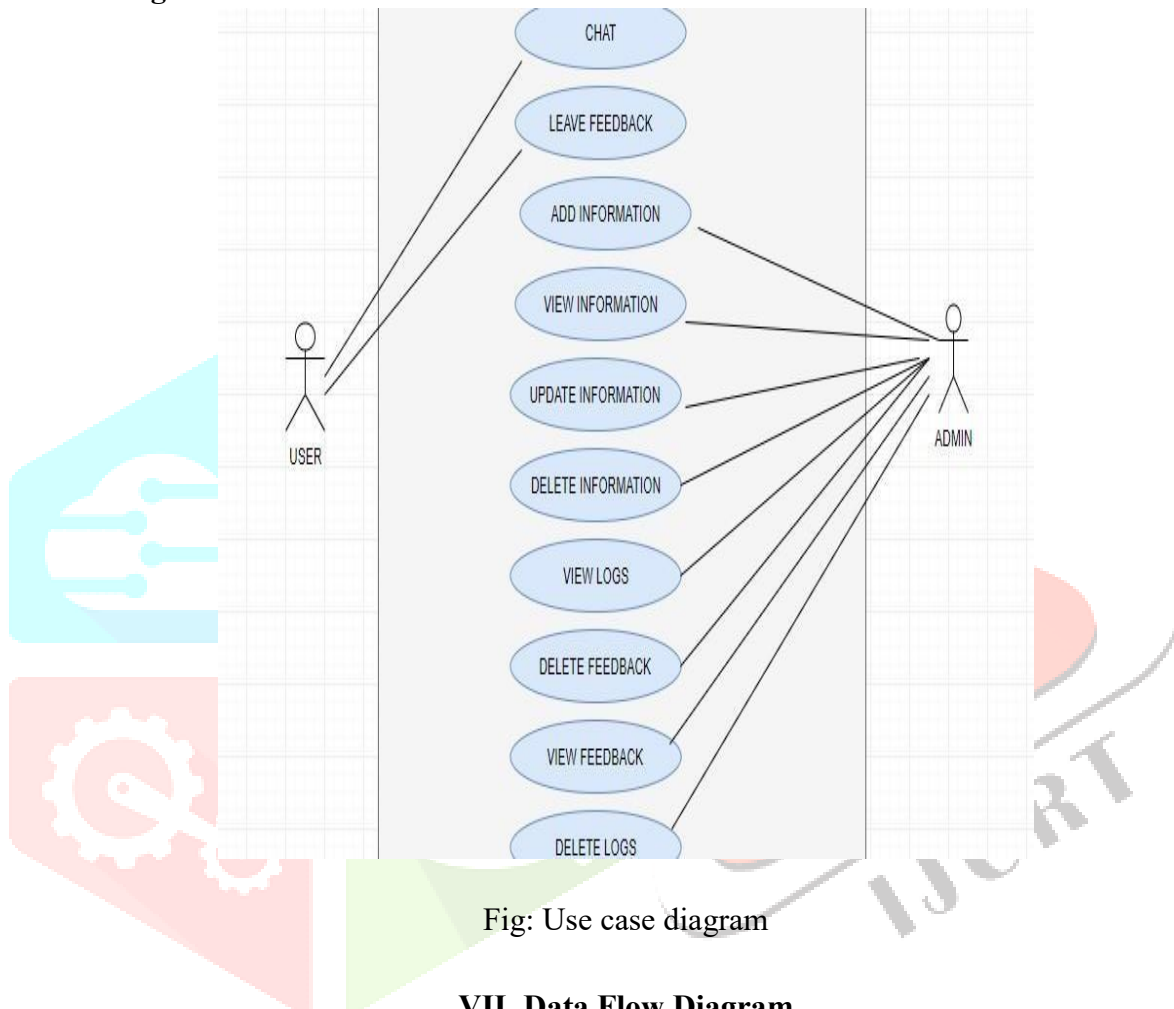 CHAT
LEAVE FEEDBACK
ADD INFORMATION
VIEW INFORMATION
UPDATE INFORMATION
DELETE INFORMATION
VIEW LOGS
DELETE FEEDBACK
VIEW FEEDBACK
DELETE LOGS
USER
ADMIN
IJCRT
Fig: Use case diagram
VII. Data Flow Diagram